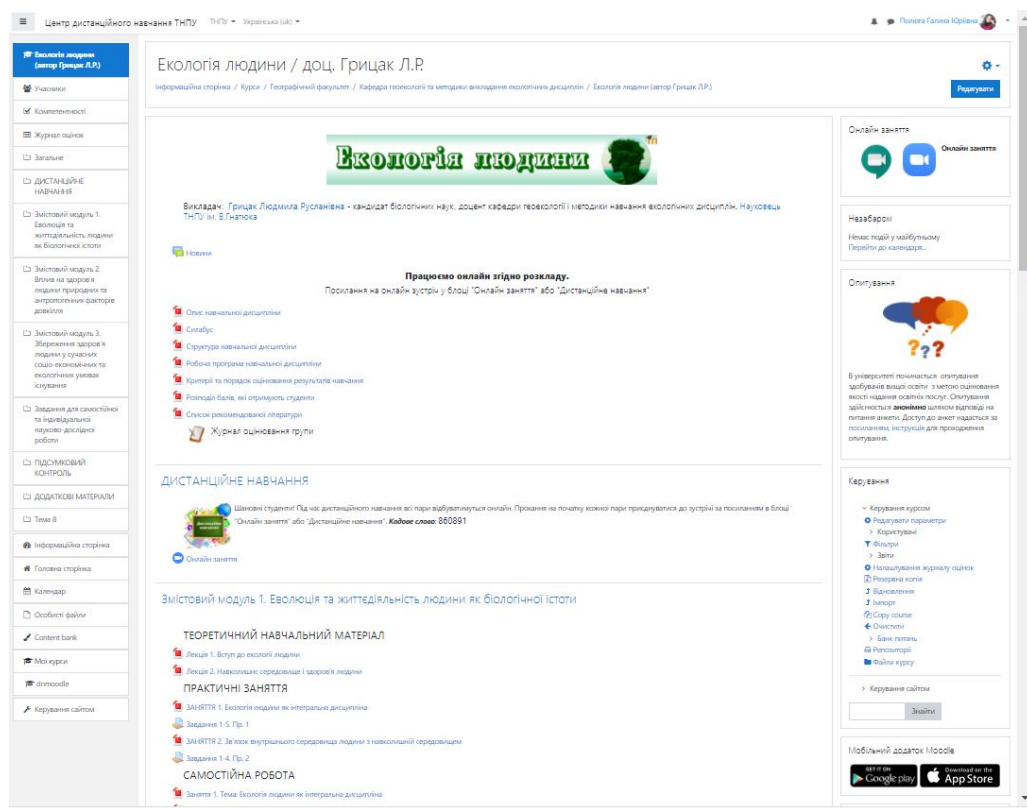 Центр дистанційного навчання ТНПУ ТНПУ Українська (uk) Полюга Галина Юріївна
Екологія людини
(автор Грицак Л.Р.)
Учасники
Компетентності
Журнал оцінок
Загальне
ДИСТАНЦІЙНЕ
НАВЧАННЯ
Змістовий модуль 1.
Еволюція та
життєдіяльність людини
як біологічної істоти
Змістовий модуль 2.
Вплив на здоров'я
людини природних та
антропогенних факторів
довкілля
Змістовий модуль 3.
Збереження здоров'я
людини у сучасних
соціо-економічних та
екологічних умовах
існування
Завдання для самостійної
та індивідуальної
науково-дослідної
роботи
ПІДСУМКОВИЙ
КОНТРОЛЬ
ДОДАТКОВІ МАТЕРІАЛИ
Тема 8
Інформаційна сторінка
Головна сторінка
Календар
Особисті файли
Content bank
Мої курси
dnmoodle
Керування сайтом
Екологія людини / доц. Грицак Л.Р.
Інформаційна сторінка / Курси / Географічний факультет / Кафедра геоекології та методики викладання екологічних дисциплін / Екологія людини (автор Грицак Л.Р.)
Редагувати
Екологія людини
Викладач: Грицак Людмила Русланівна - кандидат біологічних наук, доцент кафедри геоекології і методики навчання екологічних дисциплін. Науковець
ТНПУ ім. В.Гнатюка
Новини
Працюємо онлайн згідно розкладу.
Посилання на онлайн зустріч у блоці "Онлайн заняття" або "Дистанційне навчання"
Опис навчальної дисципліни
Силабус
Структура навчальної дисципліни
Робоча програма навчальної дисципліни
Критерії та порядок оцінювання результатів навчання
Розподіл балів, які отримують студенти
Список рекомендованої літератури
Журнал оцінювання групи
ДИСТАНЦІЙНЕ НАВЧАННЯ
Шановні студенти! Під час дистанційного навчання всі пари відбуватимуться онлайн. Прохання на початку кожної пари приєднуватися до зустрічі за посиланням в блоці
"Онлайн заняття" або "Дистанційне навчання". Кодове слово: 860891
Онлайн заняття
Змістовий модуль 1. Еволюція та життєдіяльність людини як біологічної істоти
ТЕОРЕТИЧНИЙ НАВЧАЛЬНИЙ МАТЕРІАЛ
Лекція 1. Вступ до екології людини
Лекція 2. Навколишнє середовище і здоров'я людини
ПРАКТИЧНІ ЗАНЯТТЯ
ЗАНЯТТЯ 1. Екологія людини як інтегральна дисципліна
Завдання 1-5. Пр. 1
ЗАНЯТТЯ 2. Зв'язок внутрішнього середовища людини з навколишній середовищем
Завдання 1-4. Пр. 2
САМОСТІЙНА РОБОТА
Заняття 1. Тема: Екологія людини як інтегральна дисципліна
Онлайн заняття
Онлайн заняття
Незабаром
Немає подій у майбутньому
Перейти до календаря...
Опитування
???
В університеті починається опитування
здобувачів вищої освіти з метою оцінювання
якості надання освітніх послуг. Опитування
здійснюється анонімно шляхом відповіді на
питання анкети. Доступ до анкет надається за
посиланням, інструкція для проходження
опитування.
Керування
Керування курсом
Редагувати параметри
Користувачі
Фільтри
Звіти
Налаштування журналу оцінок
Резервна копія
Відновлення
Імпорт
Copy course
Очистити
Банк питань
Репозиторії
Файли курсу
Керування сайтом
Знайти
Мобільний додаток Moodle
GET IT ON
Google play
Download on the
App Store